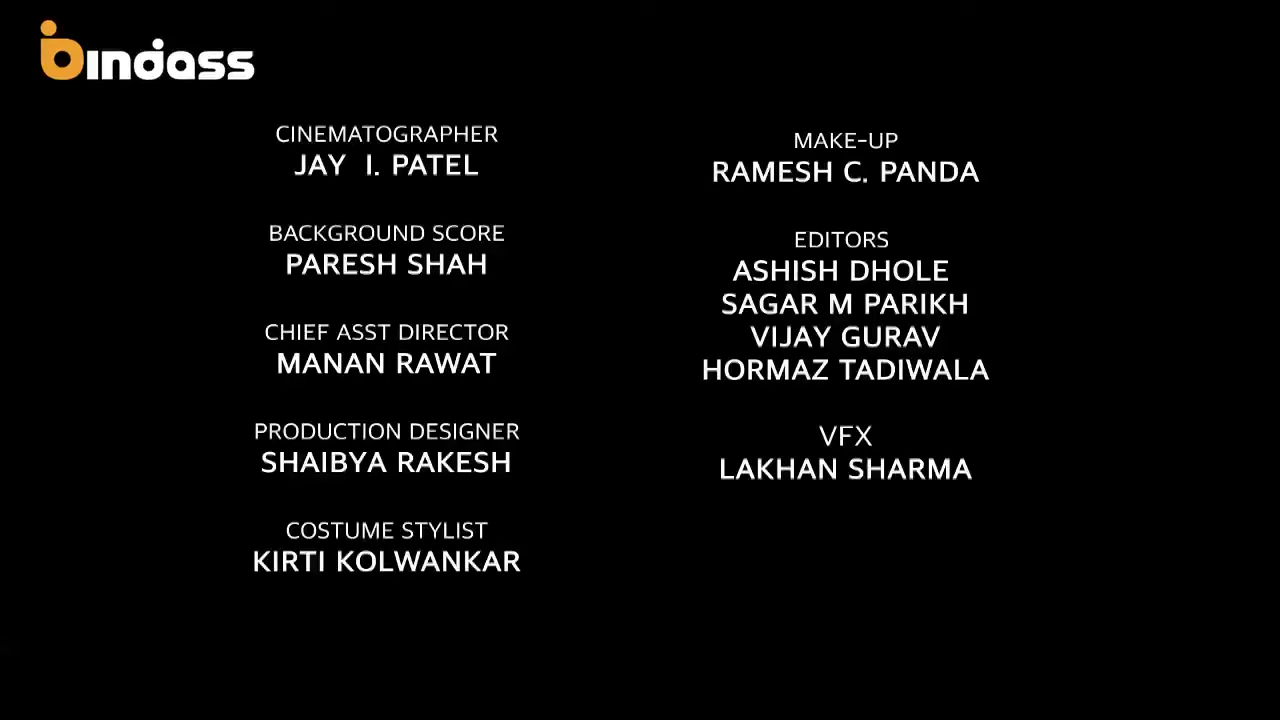 bindass
CINEMATOGRAPHER
JAY I. PATEL
BACKGROUND SCORE
PARESH SHAH
CHIEF ASST DIRECTOR
MANAN RAWAT
PRODUCTION DESIGNER
SHAIBYA RAKESH
COSTUME STYLIST
KIRTI KOLWANKAR
MAKE-UP
RAMESH C. PANDA
EDITORS
ASHISH DHOLE
SAGAR M PARIKH
VIJAY GURAV
HORMAZ TADIWALA
VFX
LAKHAN SHARMA